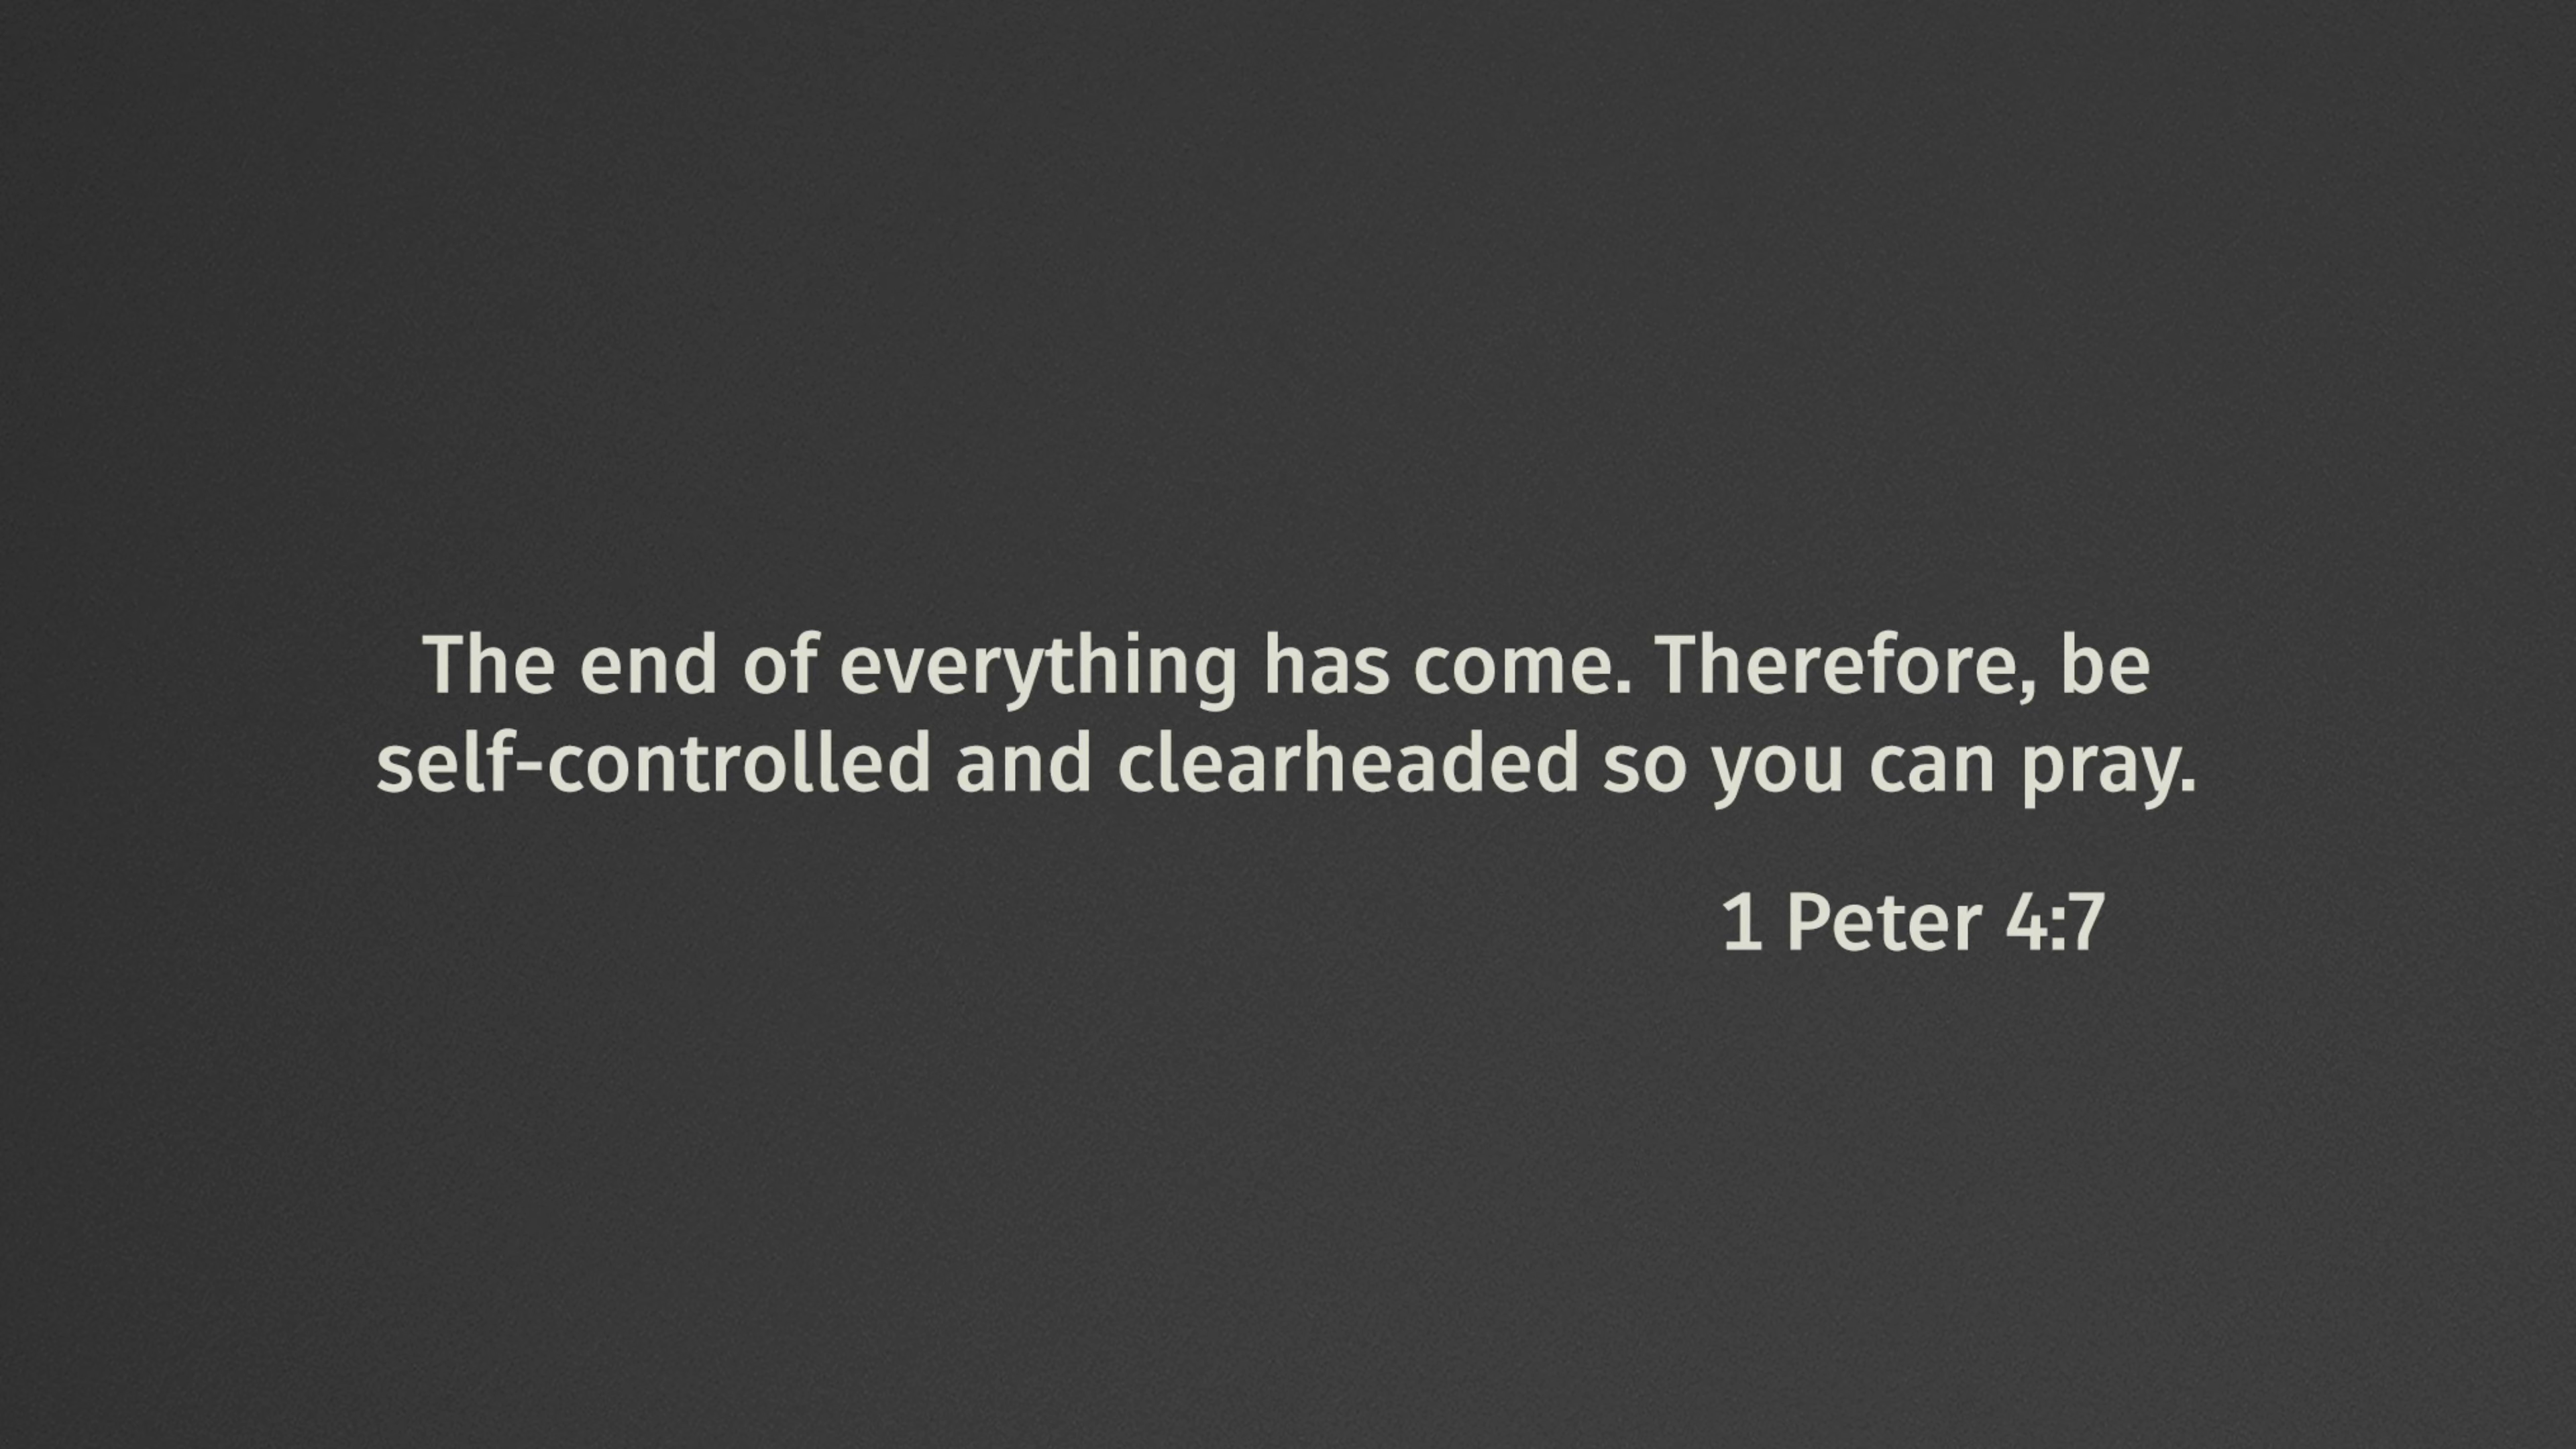 The end of everything has come. Therefore, be
self-controlled and clearheaded so you can pray.
1 Peter 4:7